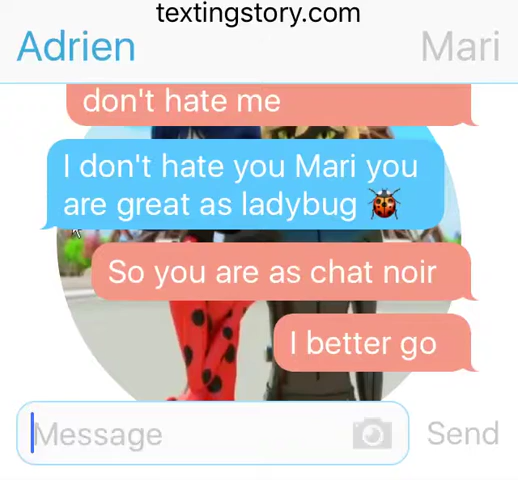 textingstory.com
Adrien
Mari
don't hate me
I don't hate you Mari you
are great as ladybug 🐞
So you are as chat noir
I better go
Message
Send